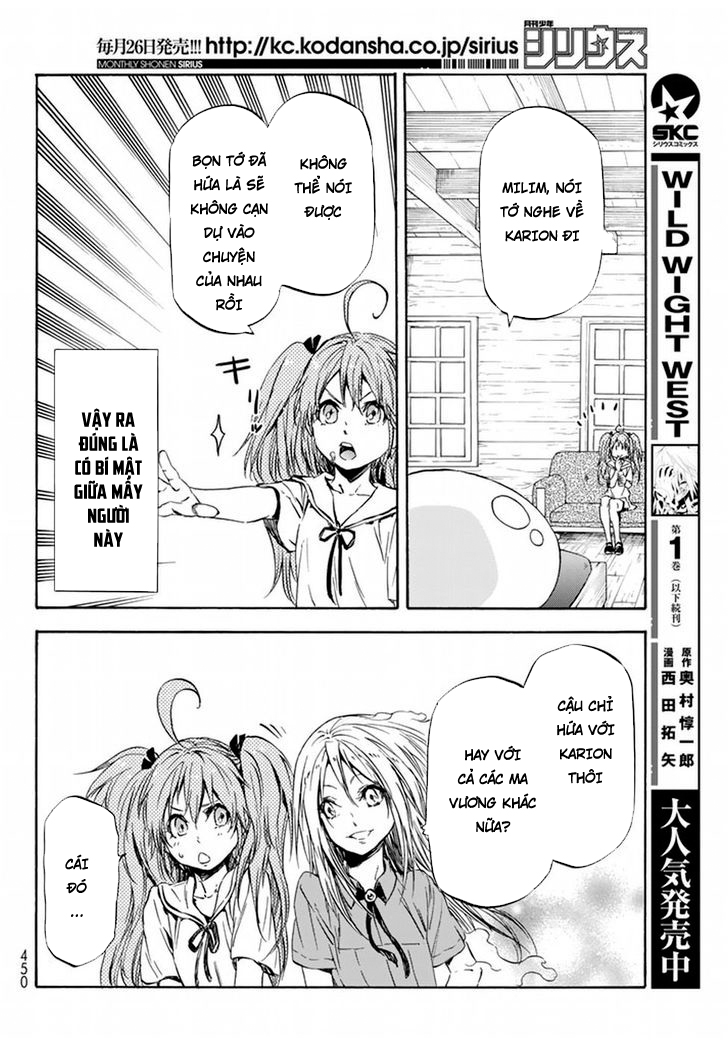 毎月26日発売!!! http://kc.kodansha.co.jp/sirius
MONTHLY SHONEN SIRIUS
月刊少年
シリウス
MILIM, NÓI
TỚ NGHE VỀ
KARION ĐI
KHÔNG
THỂ NÓI
ĐƯỢC
BỌN TỚ ĐÃ
HỨA LÀ SẼ
KHÔNG CAN
DỰ VÀO
CHUYỆN
CỦA NHAU
RỒI
VẬY RA
ĐÚNG LÀ
CÓ BÍ MẬT
GIỮA MẤY
NGƯỜI
NÀY
CẬU CHỈ
HỨA VỚI
KARION
THÔI
HAY VỚI
CẢ CÁC MA
VƯƠNG KHÁC
NỮA?
CÁI
ĐÓ
...
450
SKC
シリウスコミックス
WILD WIGHT WEST
第1巻(以下続刊)
原作 奥村惇一郎
漫画 西田拓矢
大人気発売中